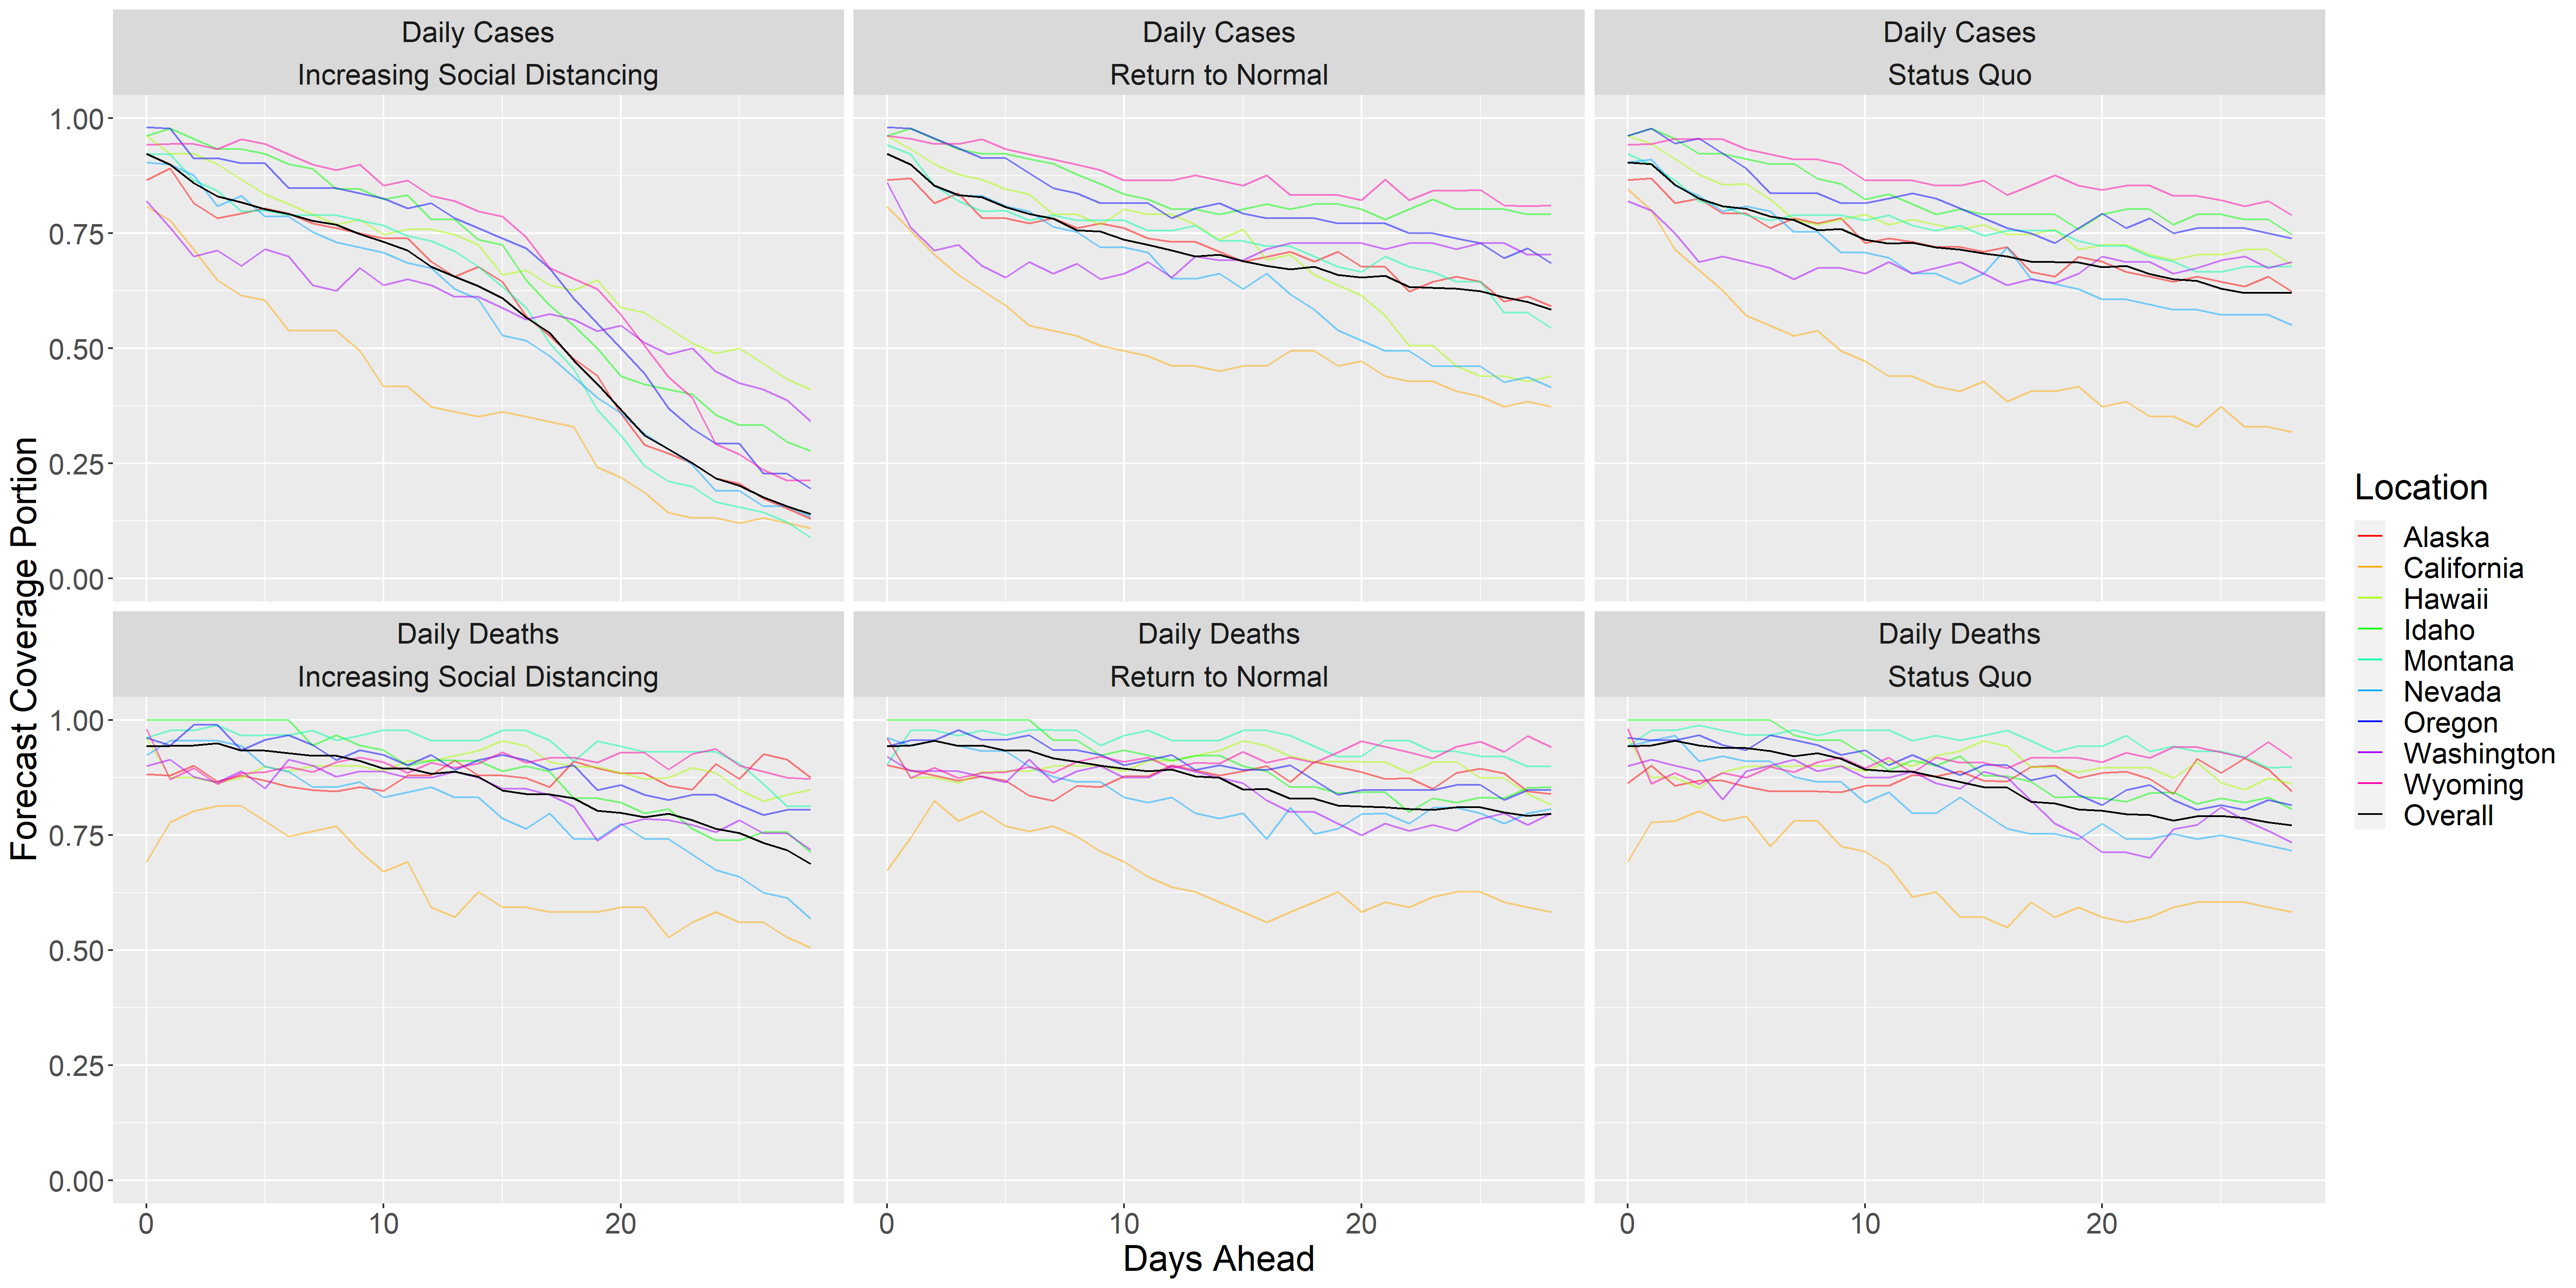 Daily Cases
Increasing Social Distancing
Daily Cases
Return to Normal
Daily Cases
Status Quo
1.00
0.75
0.50
0.25
0.00
Daily Deaths
Increasing Social Distancing
Daily Deaths
Return to Normal
Daily Deaths
Status Quo
1.00
0.75
0.50
0.25
0.00
0 10 20
0 10 20
0 10 20
Days Ahead
Forecast Coverage Portion
Location
Alaska
California
Hawaii
Idaho
Montana
Nevada
Oregon
Washington
Wyoming
Overall